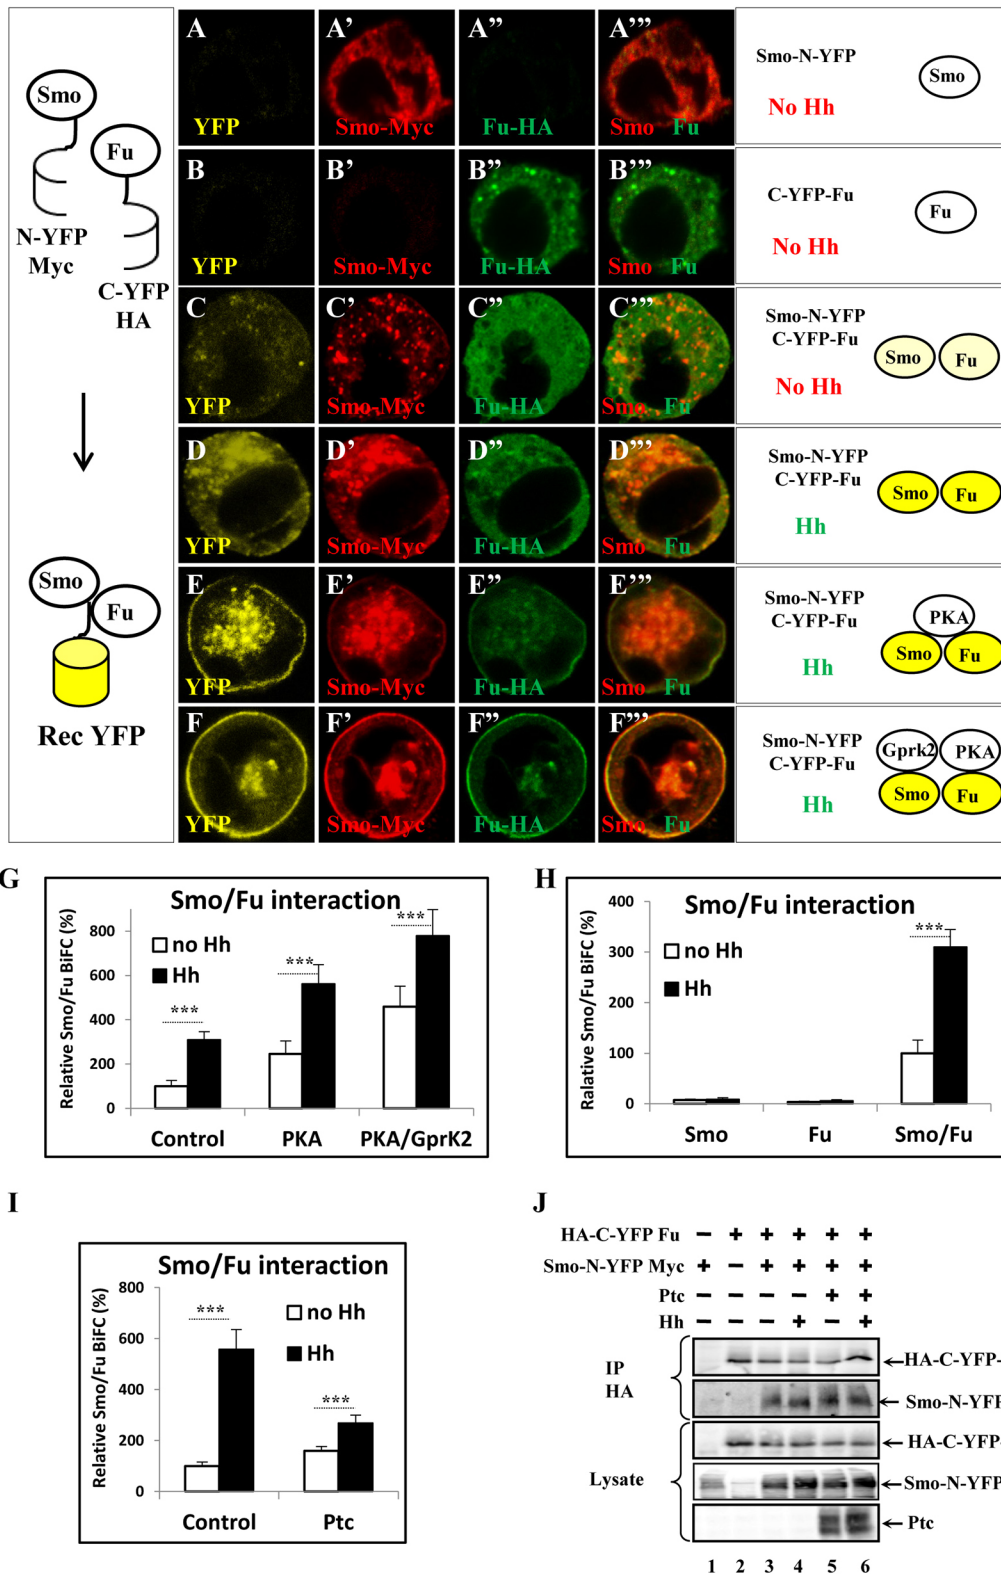 Smo
Fu
N-YFP
Myc
C-YFP
HA
Smo
Fu
Rec YFP
A
YFP
A’
Smo-Myc
A”
Fu-HA
A”’
Smo Fu
Smo-N-YFP
No Hh
Smo
B
YFP
B’
Smo-Myc
B”
Fu-HA
B”’
Smo Fu
C-YFP-Fu
No Hh
Fu
C
YFP
C’
Smo-Myc
C”
Fu-HA
C”’
Smo Fu
Smo-N-YFP
C-YFP-Fu
No Hh
Smo
Fu
D
YFP
D’
Smo-Myc
D”
Fu-HA
D”’
Smo Fu
Smo-N-YFP
C-YFP-Fu
Hh
Smo
Fu
E
YFP
E’
Smo-Myc
E”
Fu-HA
E”’
Smo Fu
Smo-N-YFP
C-YFP-Fu
Hh
PKA
Smo
Fu
F
YFP
F’
Smo-Myc
F”
Fu-HA
F”’
Smo Fu
Smo-N-YFP
C-YFP-Fu
Hh
Gprk2
PKA
Smo
Fu
G
Smo/Fu interaction
Relative Smo/Fu BiFC (%)
800
600
400
200
0
no Hh
Hh
***
***
***
Control PKA PKA/GprK2
H
Smo/Fu interaction
Ralative Smo/Fu BiFC (%)
400
300
200
100
0
no Hh
Hh
***
Smo Fu Smo/Fu
I
Smo/Fu interaction
Relative Smo/Fu BiFC (%)
800
600
400
200
0
no Hh
Hh
***
***
Control Ptc
J
HA-C-YFP Fu − + + + + +
Smo-N-YFP Myc + − + + + +
Ptc − − − − + +
Hh − − − + − +
IP
HA
HA-C-YFP-
Smo-N-YFP
Lysate
HA-C-YFP-
Smo-N-YFP
Ptc
1 2 3 4 5 6